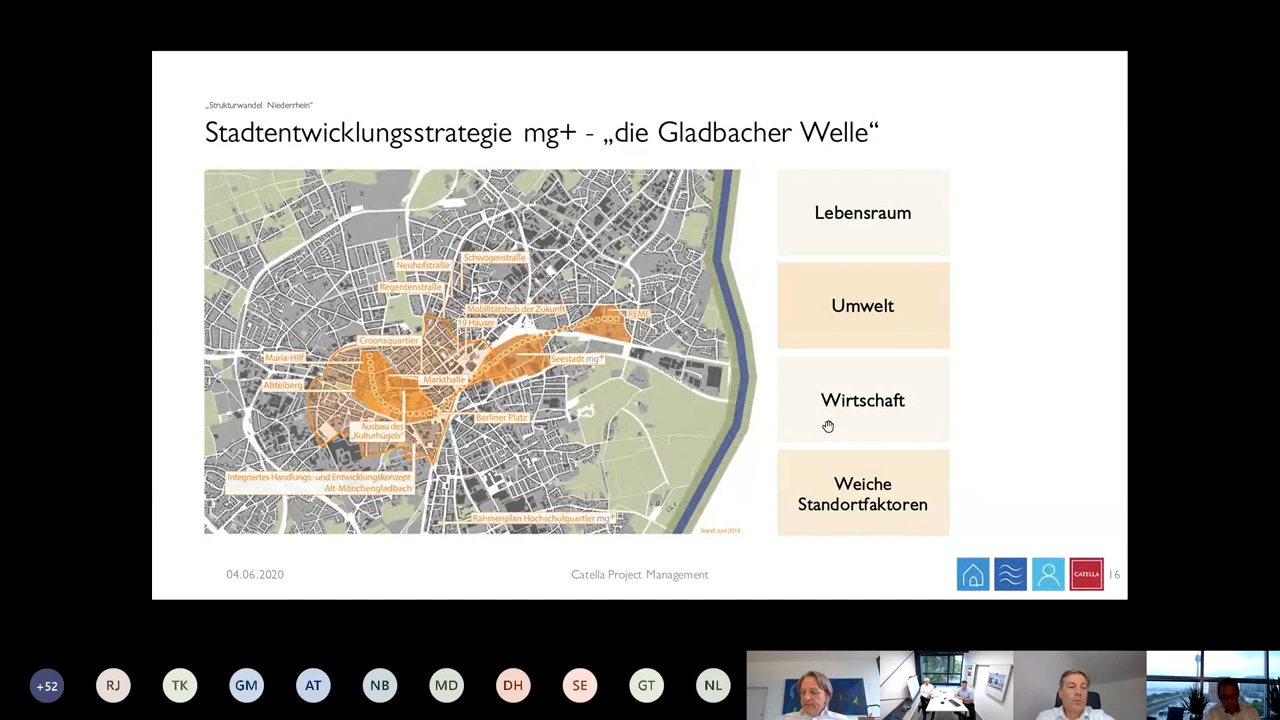 „Strukturwandel Niederrhein“
Stadtentwicklungsstrategie mg+ - „die Gladbacher Welle“
Schwogenstraße
Neuhofstraße
Regentenstraße
Mobilitätshub der Zukunft
REME
19 Häuser
Croonsquartier
Maria-Hilf
Seestadt mg+
Markthalle
Abteiberg
Berliner Platz
Ausbau des
„Kulturhügels“
Integriertes Handlungs- und Entwicklungskonzept
Alt-Mönchengladbach
Rahmenplan Hochschulquartier mg+
Stand: Juni 2019
Lebensraum
Umwelt
Wirtschaft
Weiche
Standortfaktoren
04.06.2020
Catella Project Management
CATELLA
16
+52
RJ
TK
GM
AT
NB
MD
DH
SE
GT
NL